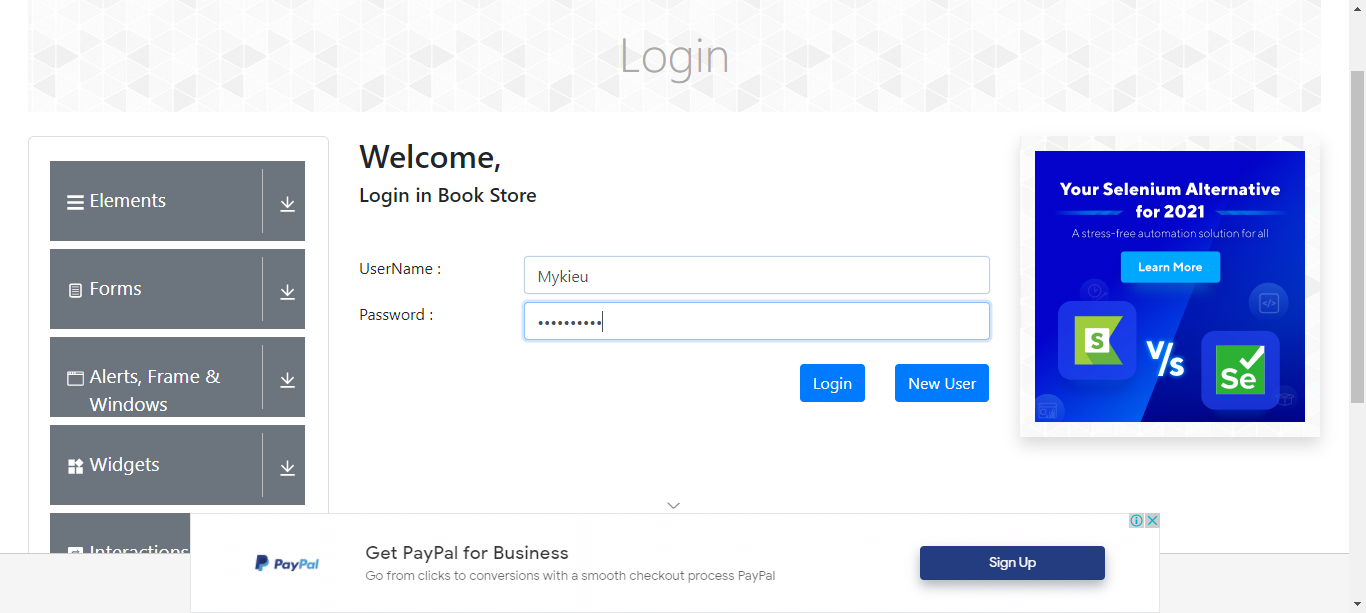 Login
Elements
Forms
Alerts, Frame &
Windows
Widgets
Interactions
Welcome,
Login in Book Store
UserName :
Mykieu
Password :
••••••••••
Login
New User
Your Selenium Alternative
for 2021
A stress-free automation solution for all
Learn More
S
V/s
Se
PayPal
Get PayPal for Business
Go from clicks to conversions with a smooth checkout process PayPal
Sign Up